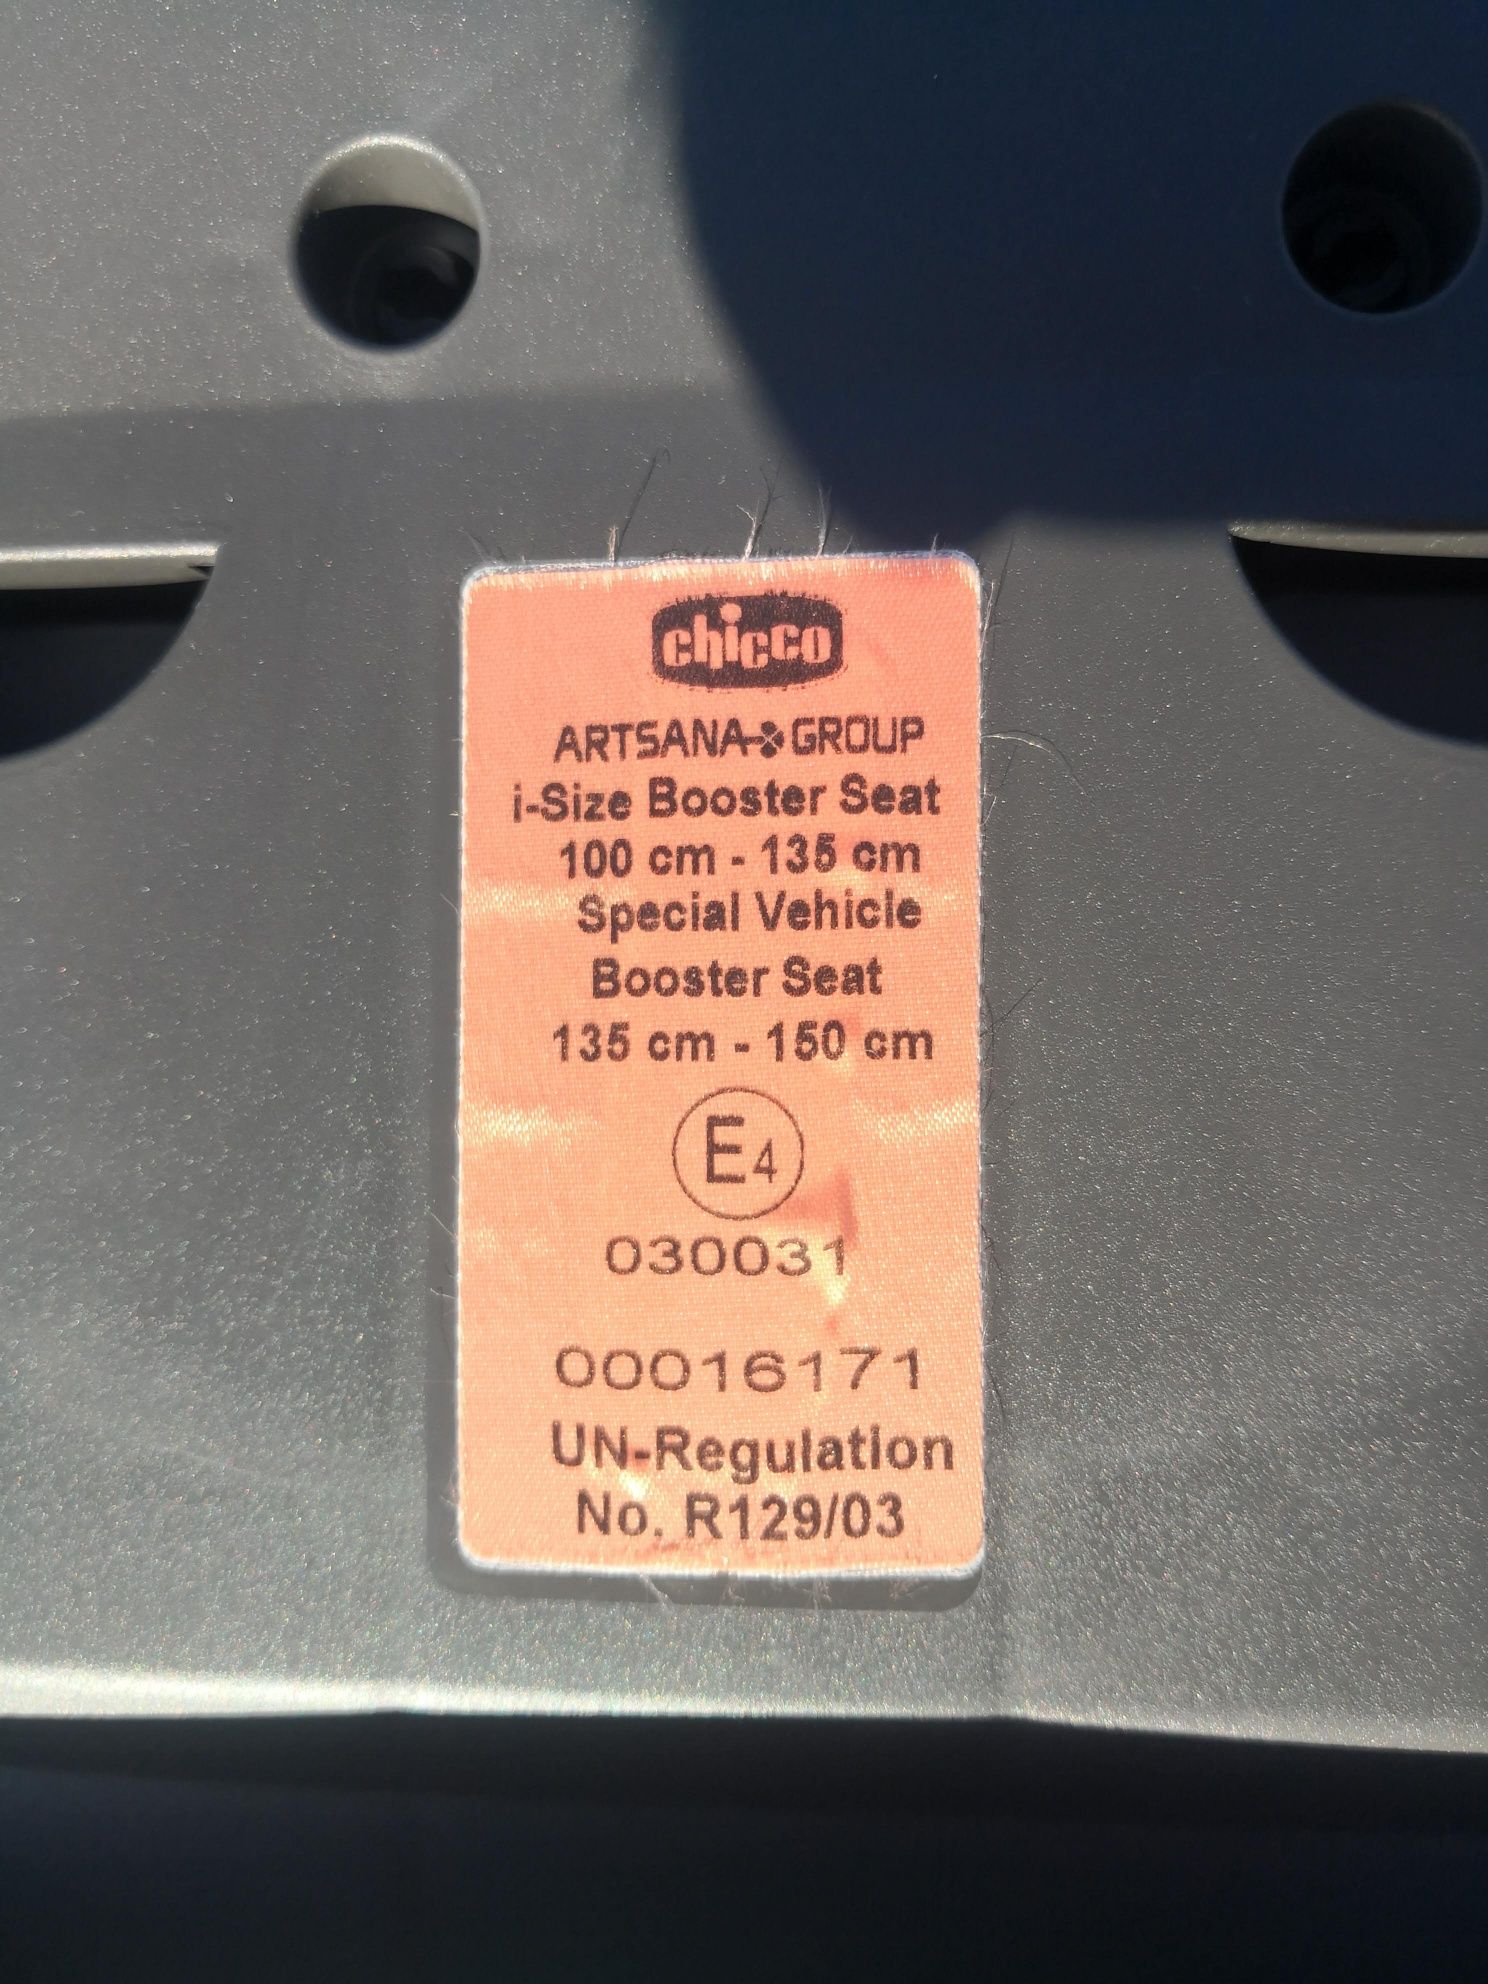 chicco
ARTSANA GROUP
i-Size Booster Seat
100 cm - 135 cm
Special Vehicle
Booster Seat
135 cm - 150 cm
E4
030031
00016171
UN-Regulation
No. R129/03